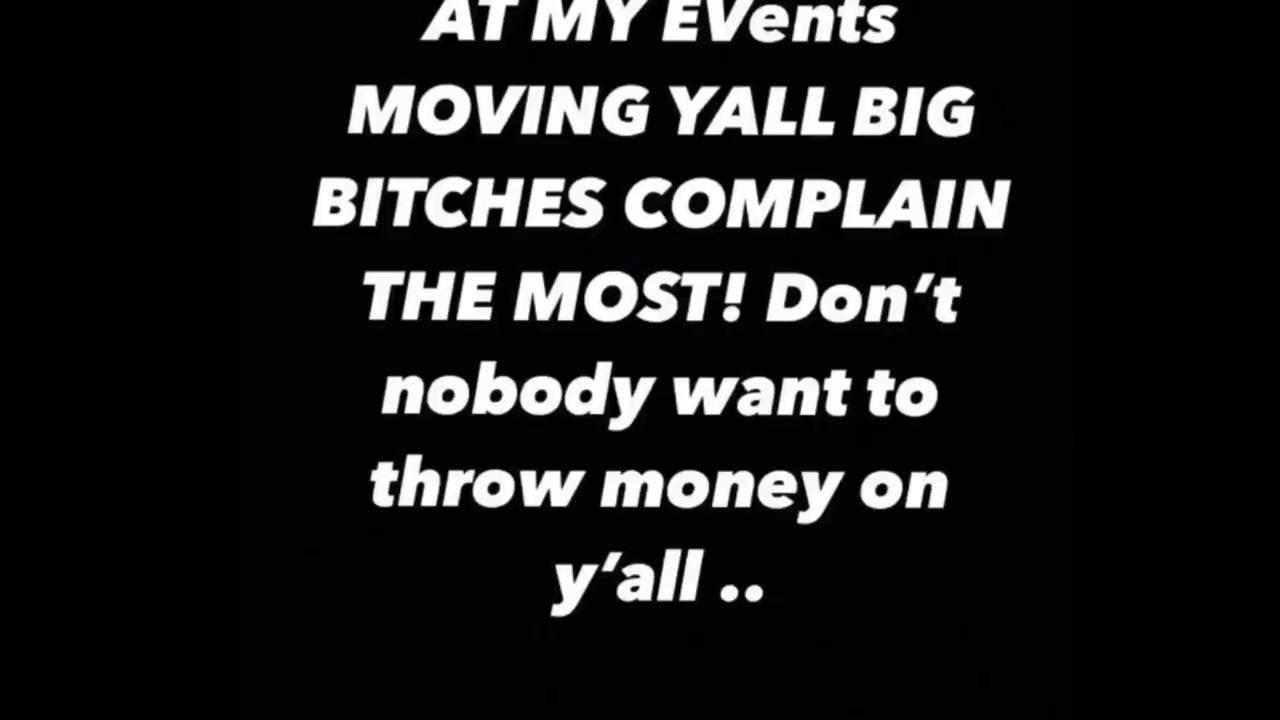 AT MY EVents
MOVING YALL BIG
BITCHES COMPLAIN
THE MOST! Don’t
nobody want to
throw money on
y’all ..